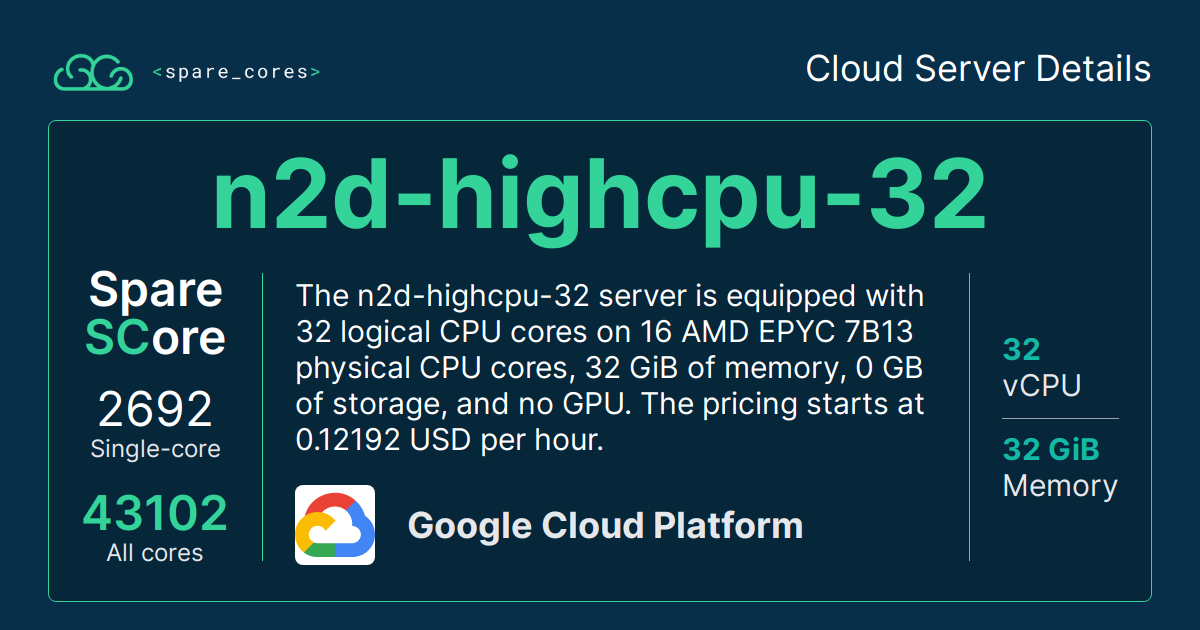 <spare_cores>
Cloud Server Details
n2d-highcpu-32
Spare
SCore
2692
Single-core
43102
All cores
The n2d-highcpu-32 server is equipped with
32 logical CPU cores on 16 AMD EPYC 7B13
physical CPU cores, 32 GiB of memory, 0 GB
of storage, and no GPU. The pricing starts at
0.12192 USD per hour.
Google Cloud Platform
32
vCPU
32 GiB
Memory